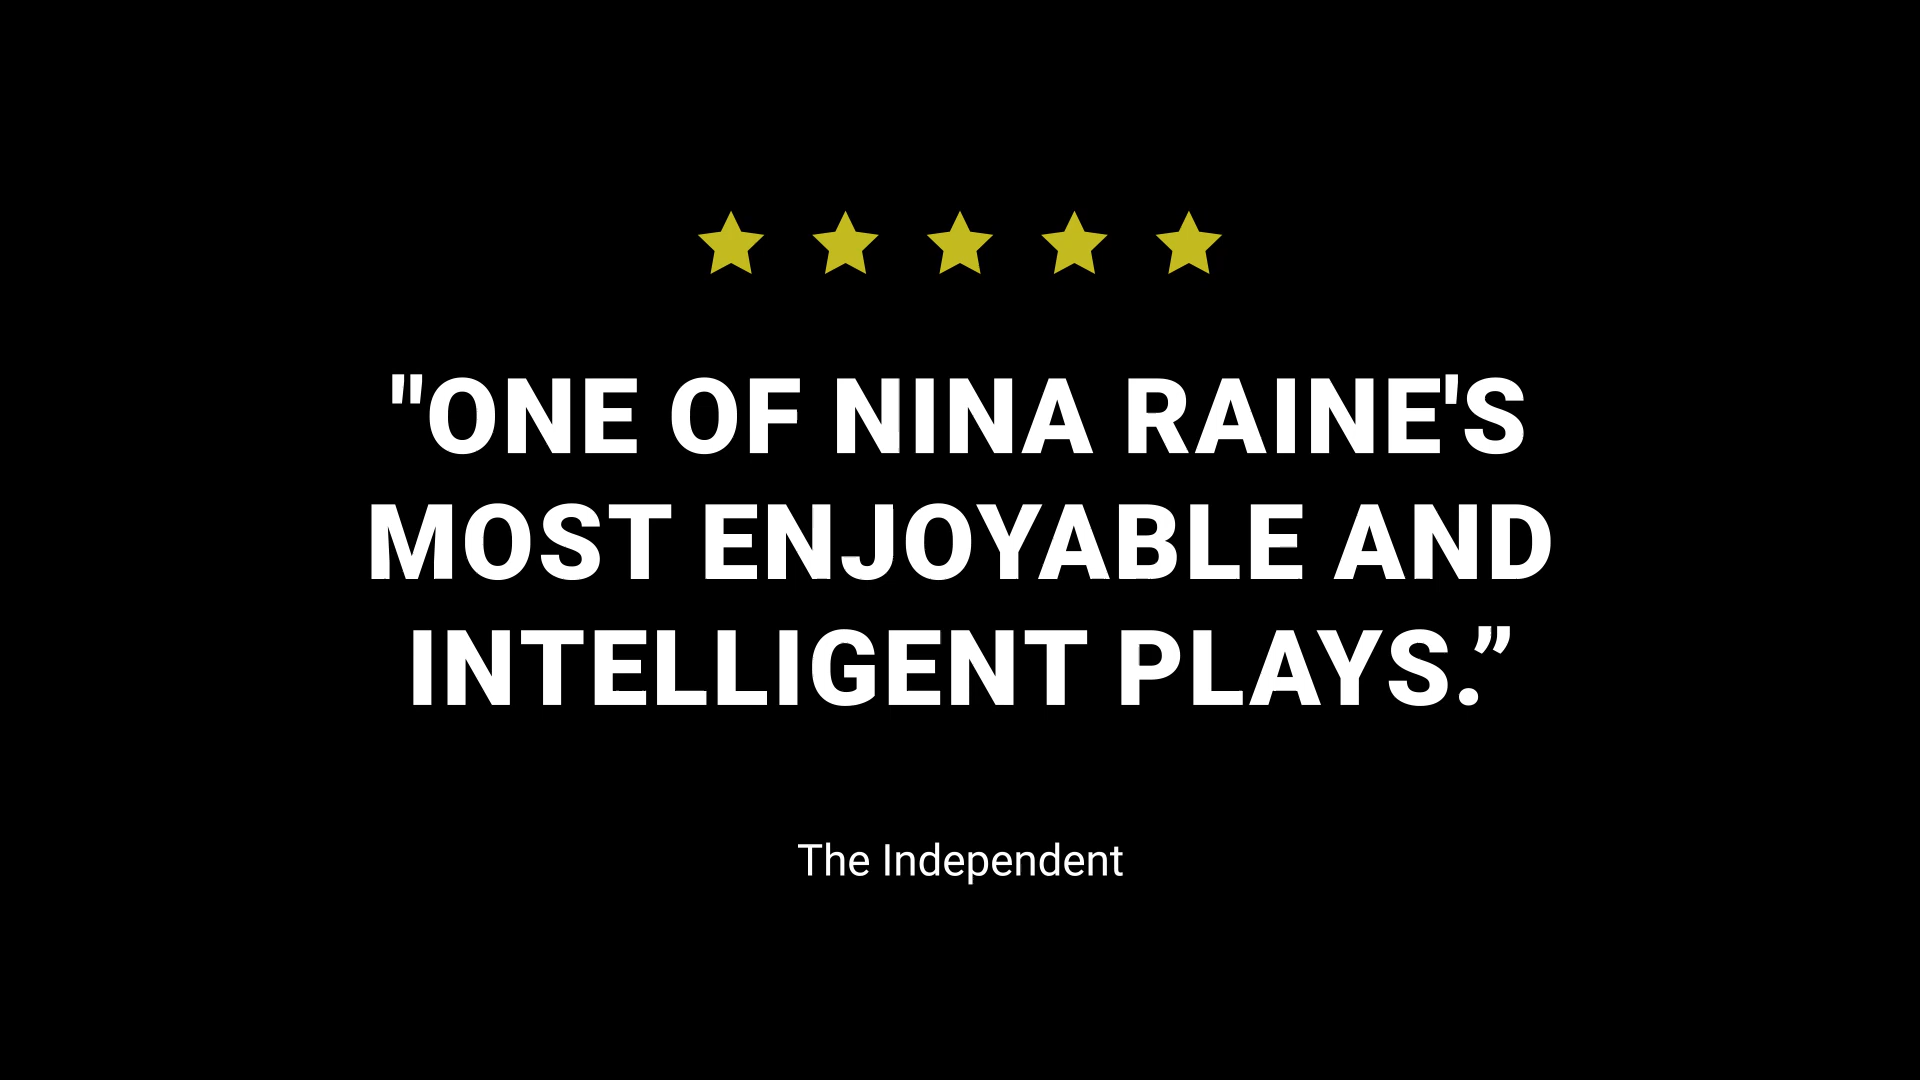 "ONE OF NINA RAINE'S
MOST ENJOYABLE AND
INTELLIGENT PLAYS.”
The Independent